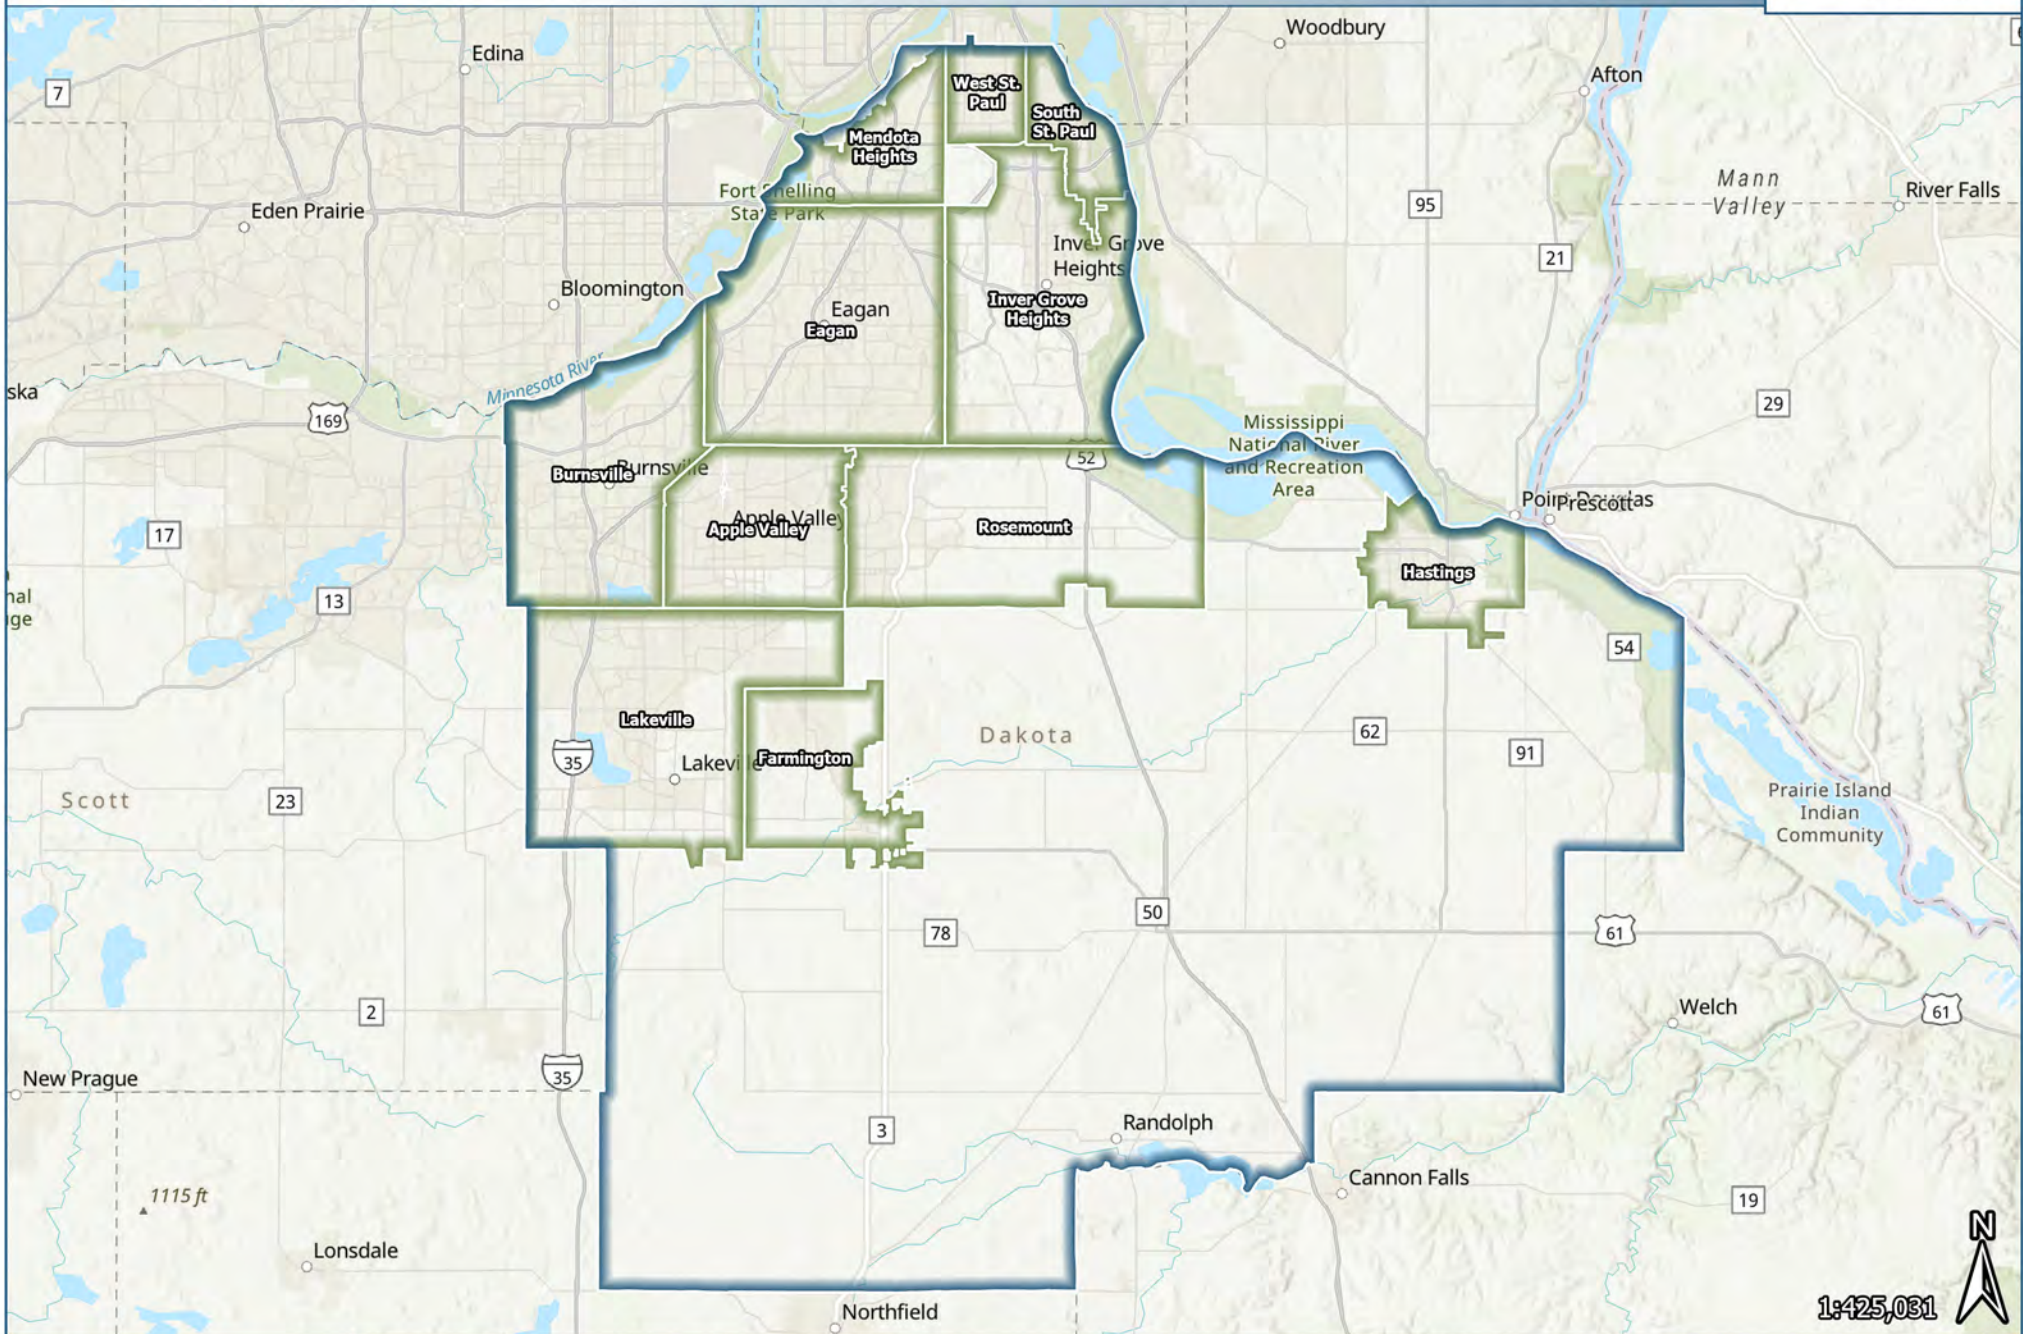 Woodbury
Edina
Afton
7
West St.
Paul
South
St. Paul
Mendota
Heights
Fort Snelling
State Park
Mann
Valley
River Falls
95
Eden Prairie
Inver Grove
Heights
21
Bloomington
Inver Grove
Heights
Eagan
Eagan
Minnesota River
ska
169
29
Mississippi
National River
and Recreation
Area
52
Burnsville
Burnsville
Point Douglas
Prescott
Apple Valley
Apple Valley
Rosemount
17
Hastings
13
nal
ge
54
Lakeville
Dakota
62
91
35
Lakeville
Farmington
Scott
23
Prairie Island
Indian
Community
50
78
61
2
Welch
61
New Prague
35
Randolph
3
Cannon Falls
1115 ft
19
Lonsdale
N
Northfield
1:425,031